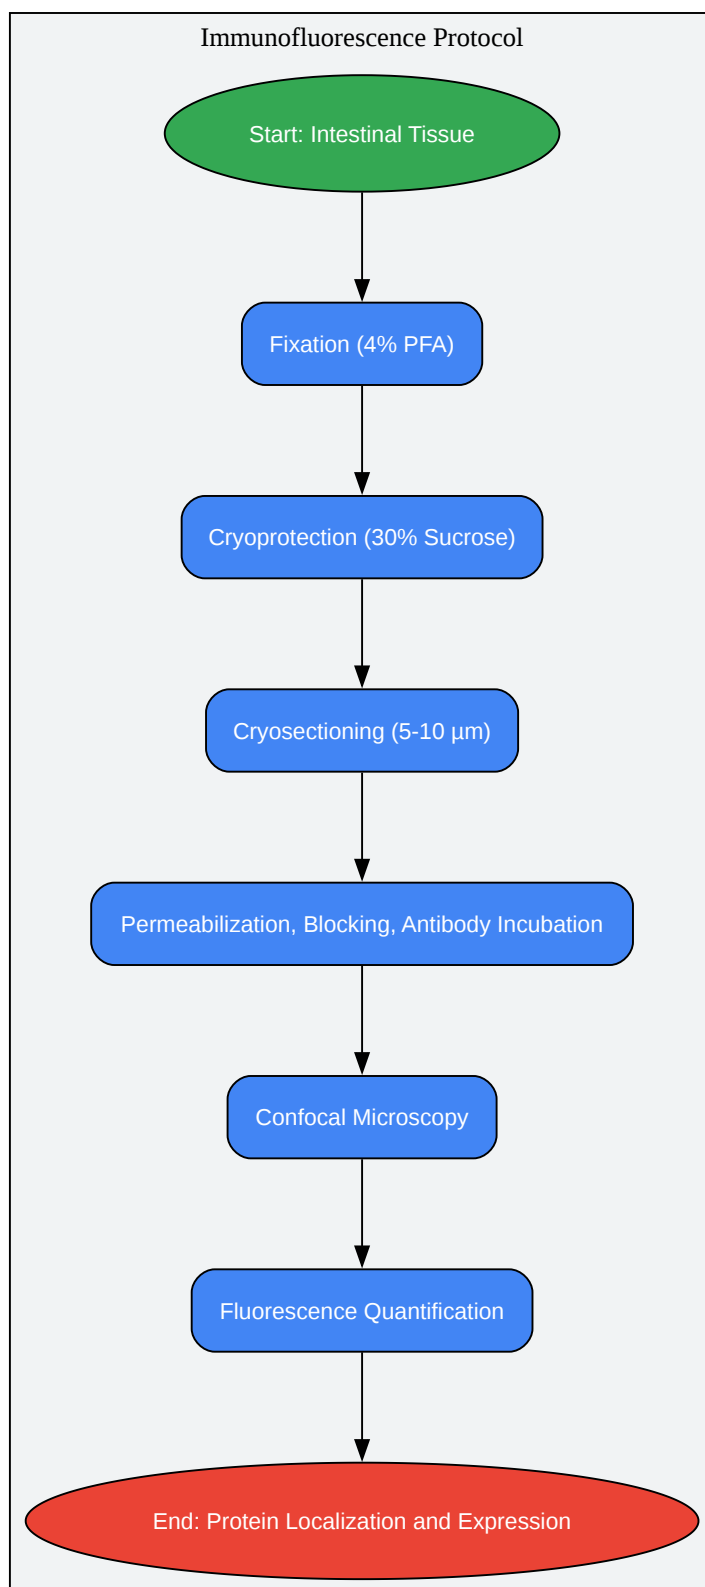 Immunofluorescence Protocol
Start: Intestinal Tissue
Fixation (4% PFA)
Cryoprotection (30% Sucrose)
Cryosectioning (5-10 µm)
Permeabilization, Blocking, Antibody Incubation
Confocal Microscopy
Fluorescence Quantification
End: Protein Localization and Expression